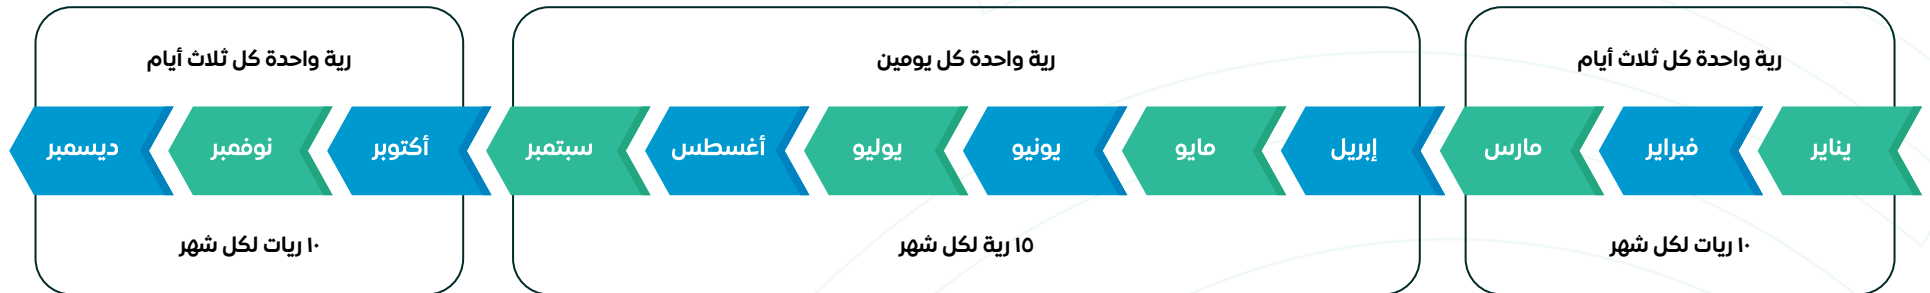 رية واحدة كل ثلاث أيام
رية واحدة كل يومين
رية واحدة كل ثلاث أيام
يناير
فبراير
مارس
إبريل
مايو
يونيو
يوليو
أغسطس
سبتمبر
أكتوبر
نوفمبر
ديسمبر
١٠ ريات لكل شهر
١٥ رية لكل شهر
١٠ ريات لكل شهر